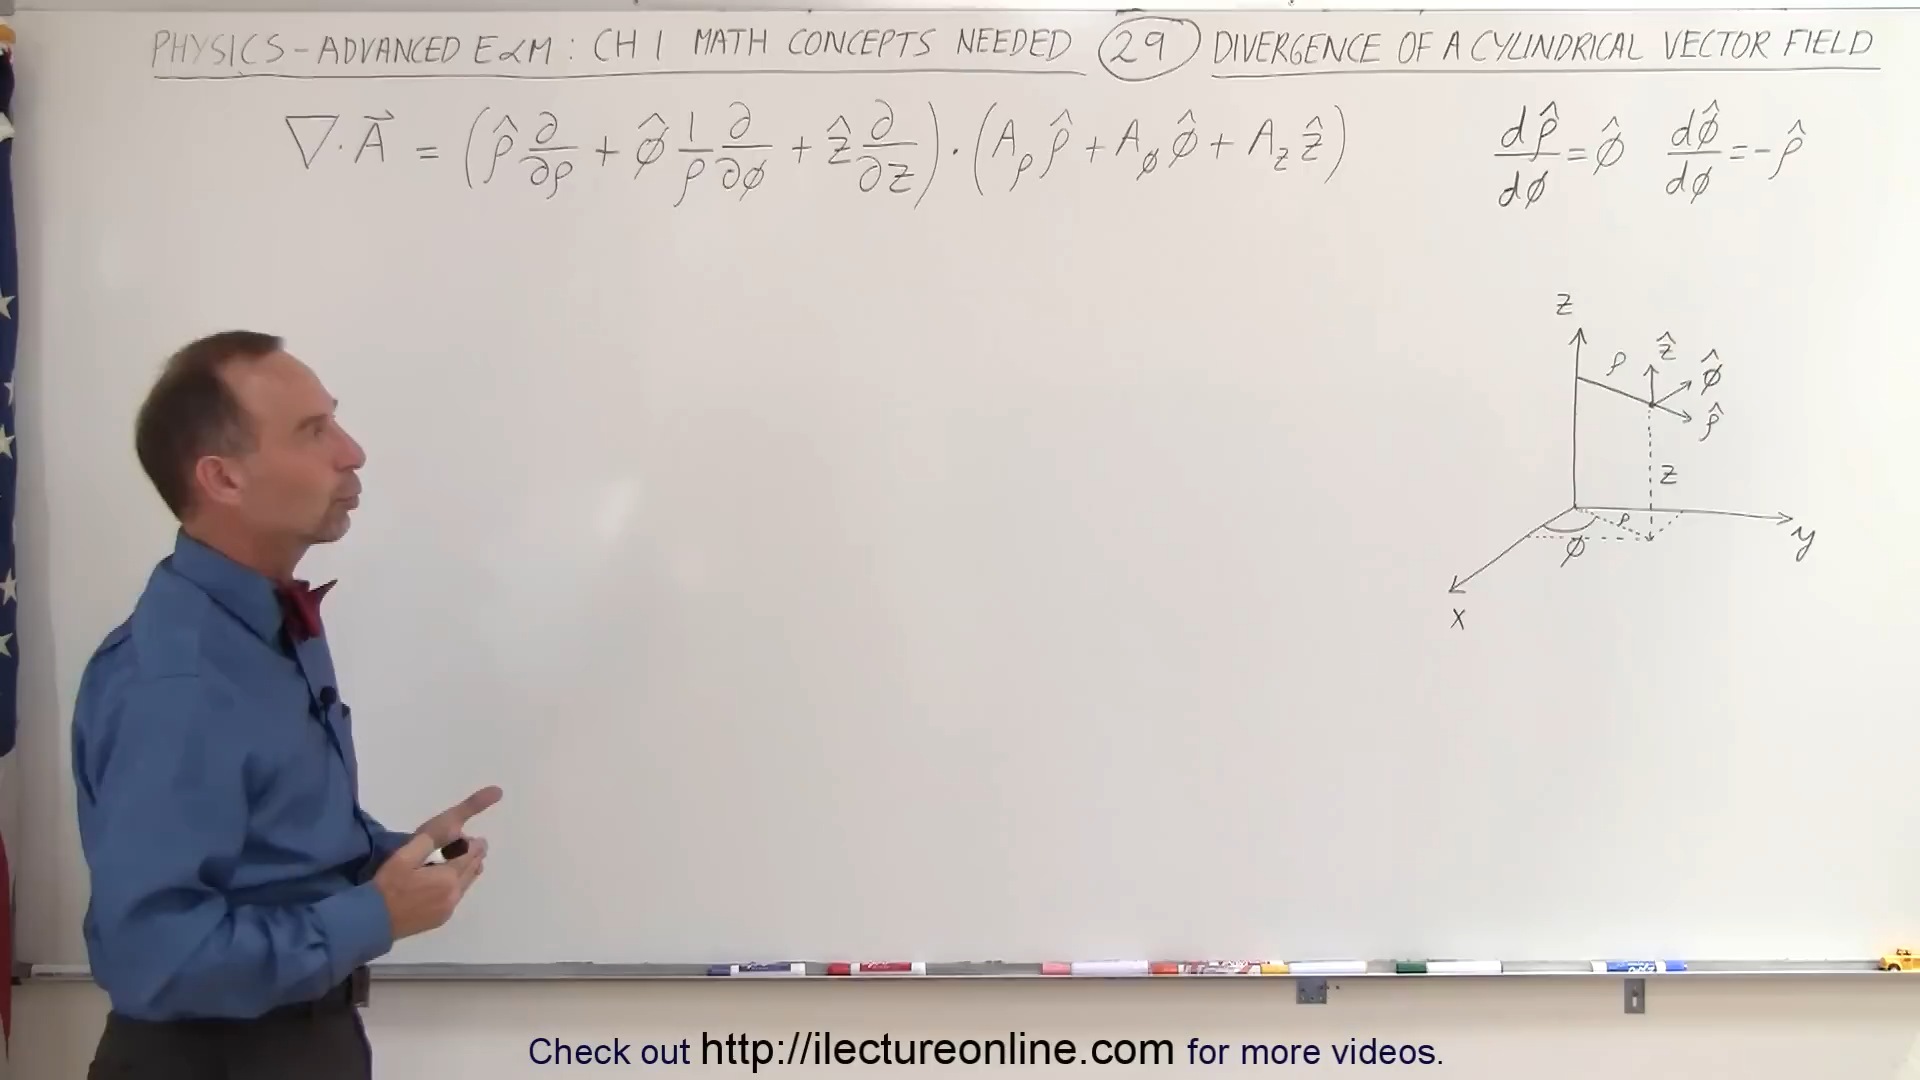 PHYSICS - ADVANCED E&M : CH 1 MATH CONCEPTS NEEDED 29 DIVERGENCE OF A CYLINDRICAL VECTOR FIELD
∇·A⃗ = (ρ̂ ∂/∂ρ + φ̂ 1/ρ ∂/∂φ + ẑ ∂/∂z) · (A_ρ ρ̂ + A_φ φ̂ + A_z ẑ)
dρ̂/dφ = φ̂ dφ̂/dφ = -ρ̂
z
ρ ẑ φ̂
ρ̂
z
ρ
φ
y
x
Check out http://ilectureonline.com for more videos.